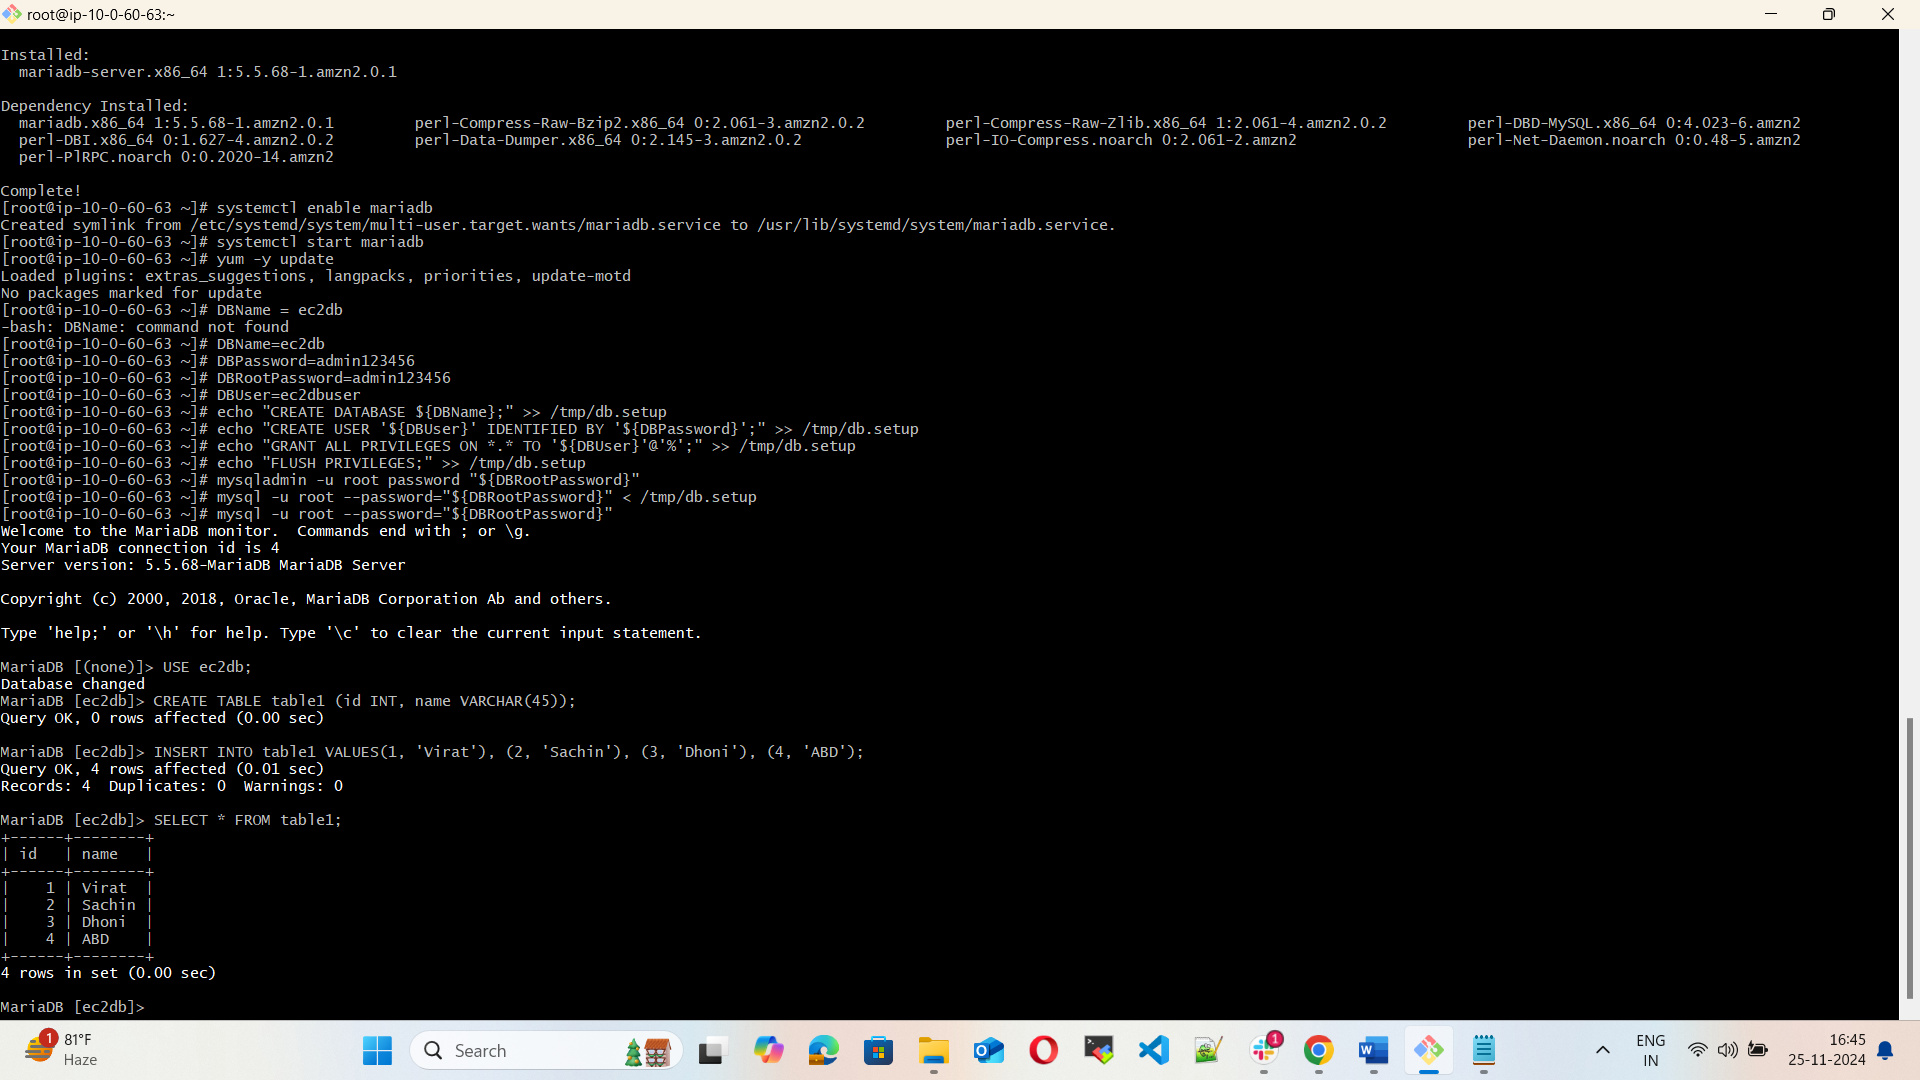 root@ip-10-0-60-63:~
Installed:
  mariadb-server.x86_64 1:5.5.68-1.amzn2.0.1
Dependency Installed:
  mariadb.x86_64 1:5.5.68-1.amzn2.0.1         perl-Compress-Raw-Bzip2.x86_64 0:2.061-3.amzn2.0.2         perl-Compress-Raw-Zlib.x86_64 1:2.061-4.amzn2.0.2         perl-DBD-MySQL.x86_64 0:4.023-6.amzn2
  perl-DBI.x86_64 0:1.627-4.amzn2.0.2         perl-Data-Dumper.x86_64 0:2.145-3.amzn2.0.2                perl-IO-Compress.noarch 0:2.061-2.amzn2                   perl-Net-Daemon.noarch 0:0.48-5.amzn2
  perl-PlRPC.noarch 0:0.2020-14.amzn2
Complete!
[root@ip-10-0-60-63 ~]# systemctl enable mariadb
Created symlink from /etc/systemd/system/multi-user.target.wants/mariadb.service to /usr/lib/systemd/system/mariadb.service.
[root@ip-10-0-60-63 ~]# systemctl start mariadb
[root@ip-10-0-60-63 ~]# yum -y update
Loaded plugins: extras_suggestions, langpacks, priorities, update-motd
No packages marked for update
[root@ip-10-0-60-63 ~]# DBName = ec2db
-bash: DBName: command not found
[root@ip-10-0-60-63 ~]# DBName=ec2db
[root@ip-10-0-60-63 ~]# DBPassword=admin123456
[root@ip-10-0-60-63 ~]# DBRootPassword=admin123456
[root@ip-10-0-60-63 ~]# DBUser=ec2dbuser
[root@ip-10-0-60-63 ~]# echo "CREATE DATABASE ${DBName};" >> /tmp/db.setup
[root@ip-10-0-60-63 ~]# echo "CREATE USER '${DBUser}' IDENTIFIED BY '${DBPassword}';" >> /tmp/db.setup
[root@ip-10-0-60-63 ~]# echo "GRANT ALL PRIVILEGES ON *.* TO '${DBUser}'@'%';" >> /tmp/db.setup
[root@ip-10-0-60-63 ~]# echo "FLUSH PRIVILEGES;" >> /tmp/db.setup
[root@ip-10-0-60-63 ~]# mysqladmin -u root password "${DBRootPassword}"
[root@ip-10-0-60-63 ~]# mysql -u root --password="${DBRootPassword}" < /tmp/db.setup
[root@ip-10-0-60-63 ~]# mysql -u root --password="${DBRootPassword}"
Welcome to the MariaDB monitor.  Commands end with ; or \g.
Your MariaDB connection id is 4
Server version: 5.5.68-MariaDB MariaDB Server
Copyright (c) 2000, 2018, Oracle, MariaDB Corporation Ab and others.
Type 'help;' or '\h' for help. Type '\c' to clear the current input statement.
MariaDB [(none)]> USE ec2db;
Database changed
MariaDB [ec2db]> CREATE TABLE table1 (id INT, name VARCHAR(45));
Query OK, 0 rows affected (0.00 sec)
MariaDB [ec2db]> INSERT INTO table1 VALUES(1, 'Virat'), (2, 'Sachin'), (3, 'Dhoni'), (4, 'ABD');
Query OK, 4 rows affected (0.01 sec)
Records: 4  Duplicates: 0  Warnings: 0
MariaDB [ec2db]> SELECT * FROM table1;
+------+--------+
| id   | name   |
+------+--------+
|    1 | Virat  |
|    2 | Sachin |
|    3 | Dhoni  |
|    4 | ABD    |
+------+--------+
4 rows in set (0.00 sec)
MariaDB [ec2db]>
1
81°F
Haze
Search
1
ENG
IN
16:45
25-11-2024